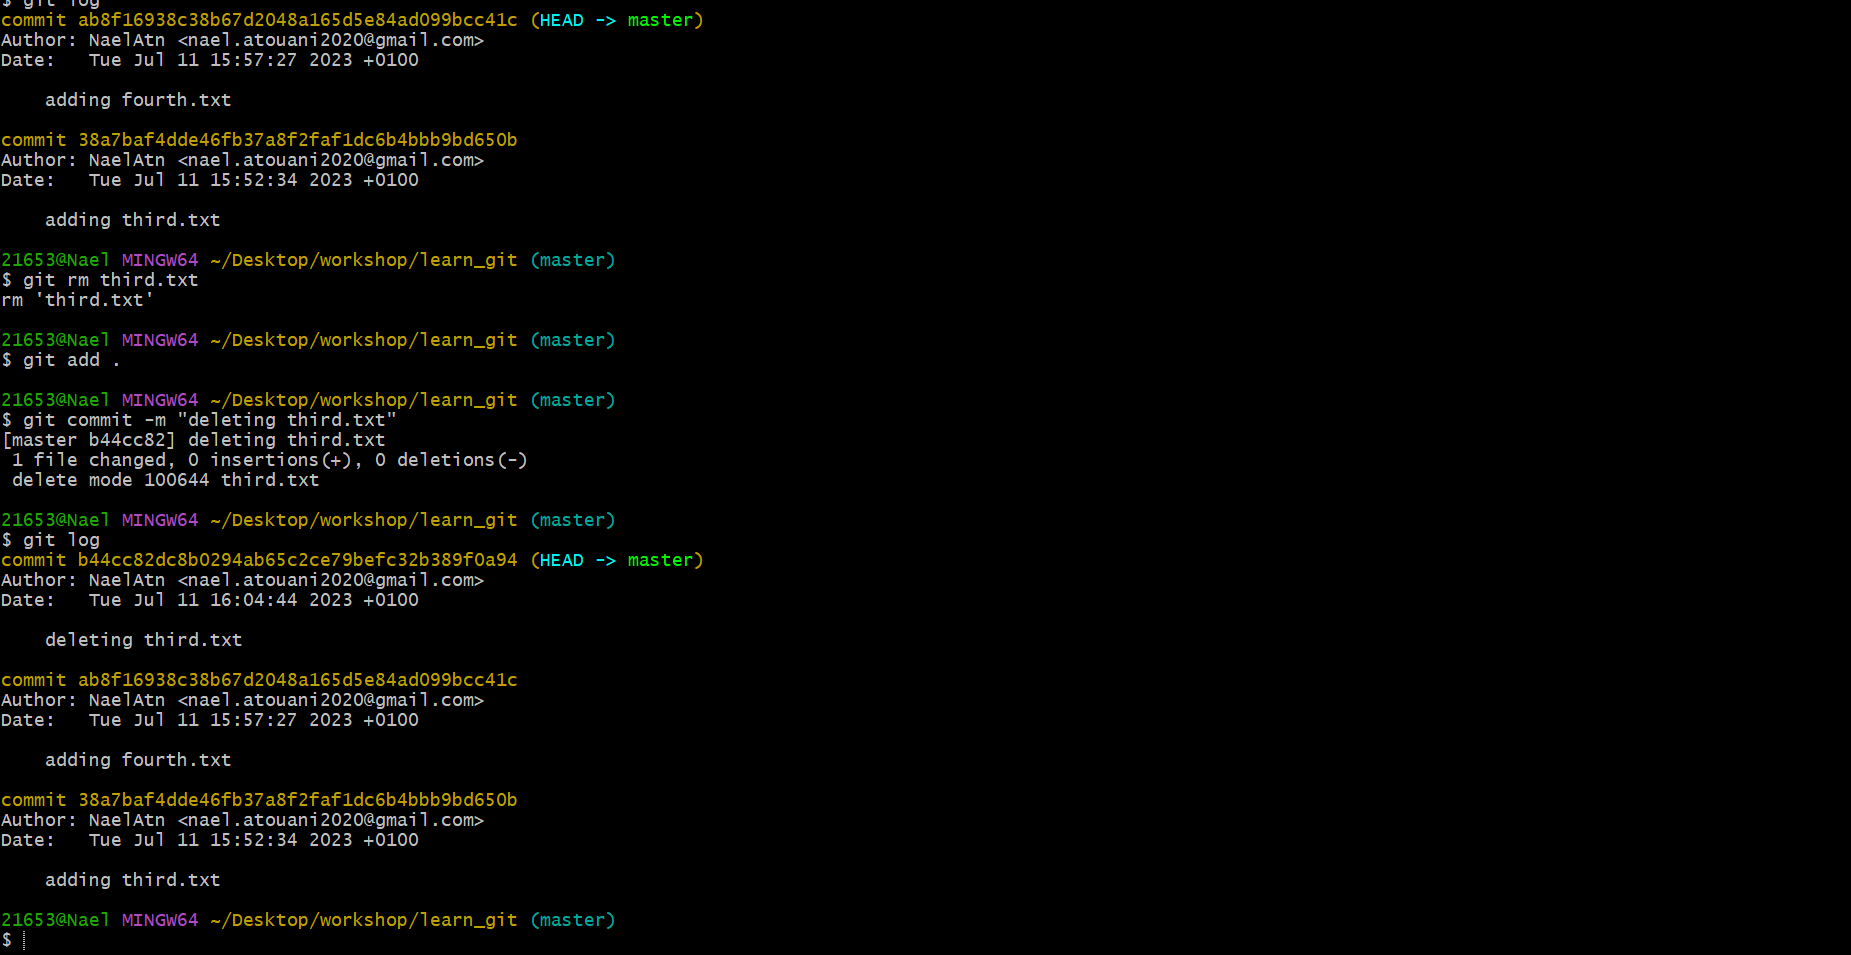 $ git log
commit ab8f16938c38b67d2048a165d5e84ad099bcc41c (HEAD -> master)
Author: NaelAtn <nael.atouani2020@gmail.com>
Date:   Tue Jul 11 15:57:27 2023 +0100
    adding fourth.txt
commit 38a7baf4dde46fb37a8f2faf1dc6b4bbb9bd650b
Author: NaelAtn <nael.atouani2020@gmail.com>
Date:   Tue Jul 11 15:52:34 2023 +0100
    adding third.txt
21653@Nael MINGW64 ~/Desktop/workshop/learn_git (master)
$ git rm third.txt
rm 'third.txt'
21653@Nael MINGW64 ~/Desktop/workshop/learn_git (master)
$ git add .
21653@Nael MINGW64 ~/Desktop/workshop/learn_git (master)
$ git commit -m "deleting third.txt"
[master b44cc82] deleting third.txt
 1 file changed, 0 insertions(+), 0 deletions(-)
 delete mode 100644 third.txt
21653@Nael MINGW64 ~/Desktop/workshop/learn_git (master)
$ git log
commit b44cc82dc8b0294ab65c2ce79befc32b389f0a94 (HEAD -> master)
Author: NaelAtn <nael.atouani2020@gmail.com>
Date:   Tue Jul 11 16:04:44 2023 +0100
    deleting third.txt
commit ab8f16938c38b67d2048a165d5e84ad099bcc41c
Author: NaelAtn <nael.atouani2020@gmail.com>
Date:   Tue Jul 11 15:57:27 2023 +0100
    adding fourth.txt
commit 38a7baf4dde46fb37a8f2faf1dc6b4bbb9bd650b
Author: NaelAtn <nael.atouani2020@gmail.com>
Date:   Tue Jul 11 15:52:34 2023 +0100
    adding third.txt
21653@Nael MINGW64 ~/Desktop/workshop/learn_git (master)
$